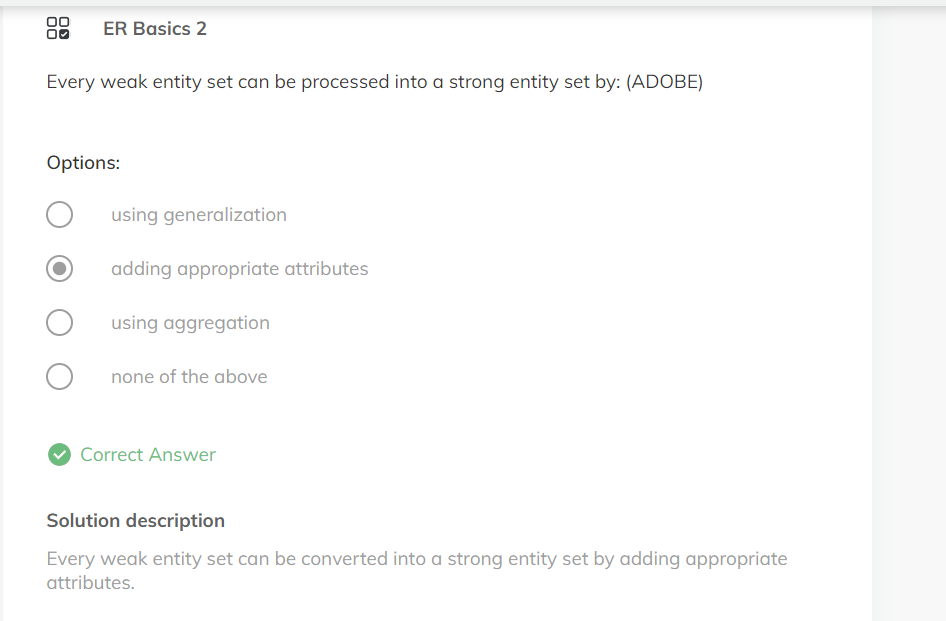 ER Basics 2
Every weak entity set can be processed into a strong entity set by: (ADOBE)
Options:
using generalization
adding appropriate attributes
using aggregation
none of the above
Correct Answer
Solution description
Every weak entity set can be converted into a strong entity set by adding appropriate
attributes.